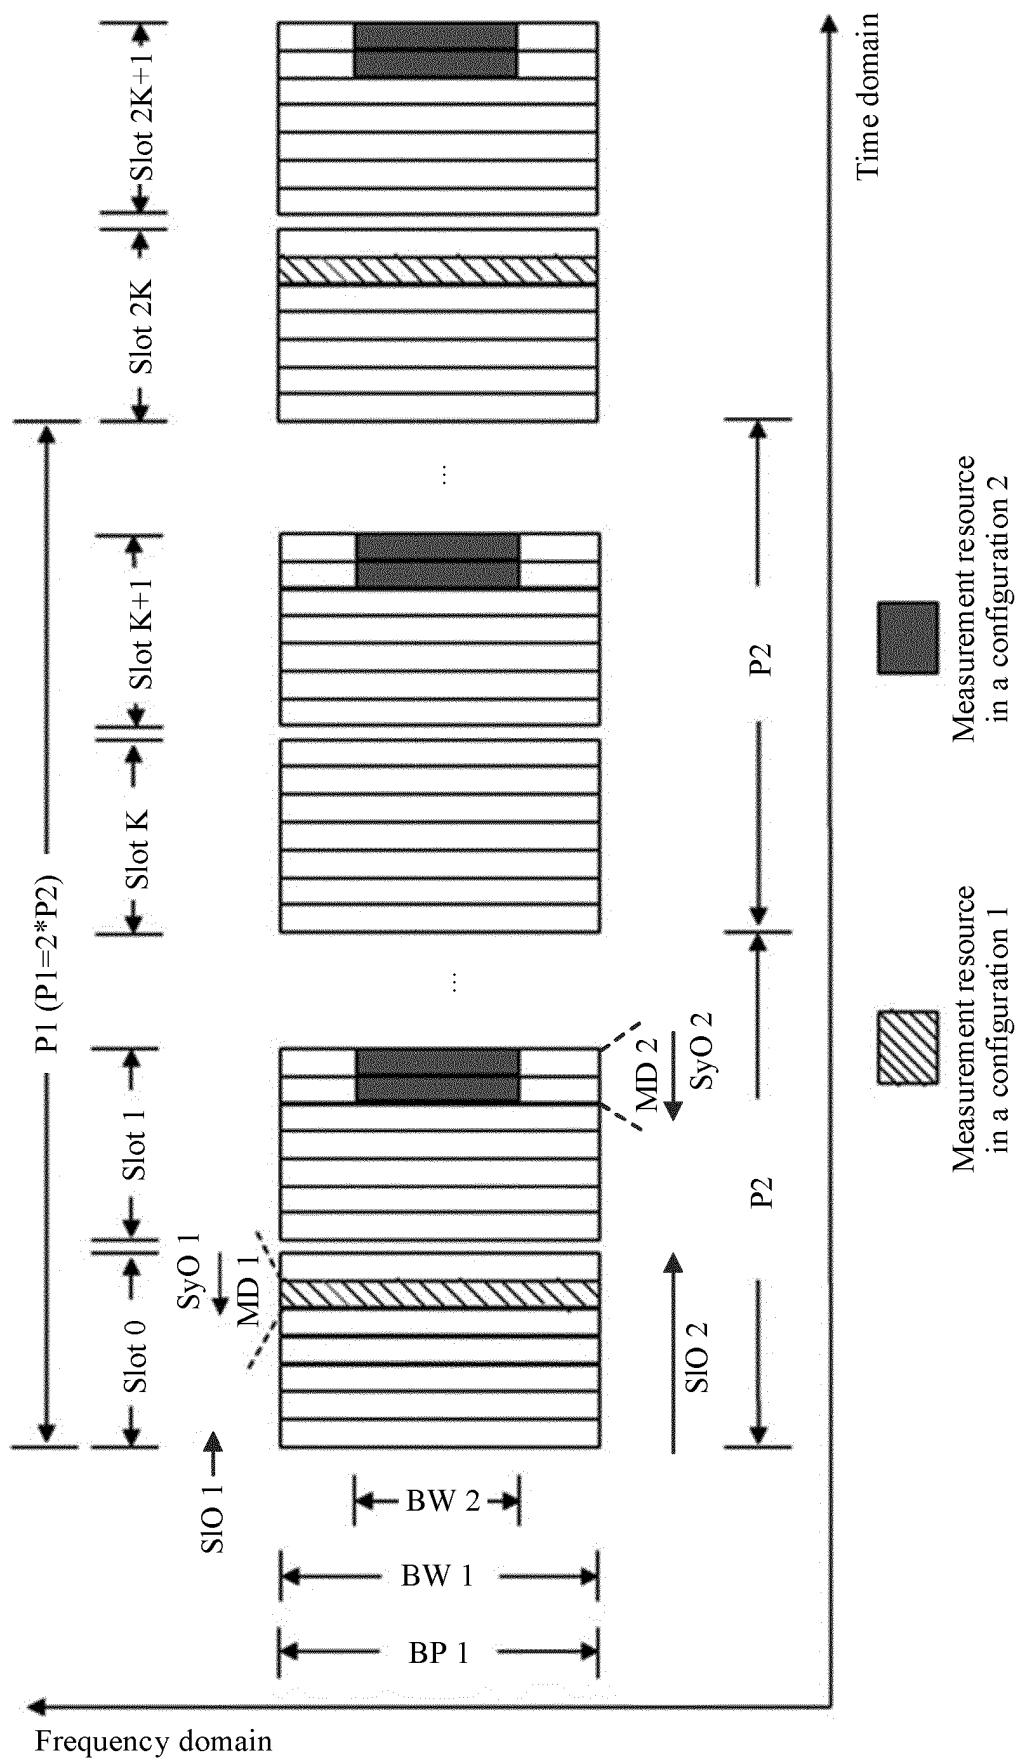 P1 (P1=2*P2)
Slot 0
Slot 1
Slot K
Slot K+1
Slot 2K
Slot 2K+1
SlO 1
SyO 1
MD 1
...
...
BP 1
BW 1
BW 2
MD 2
SyO 2
SlO 2
P2
P2
Frequency domain
Time domain
Measurement resource
in a configuration 1
Measurement resource
in a configuration 2